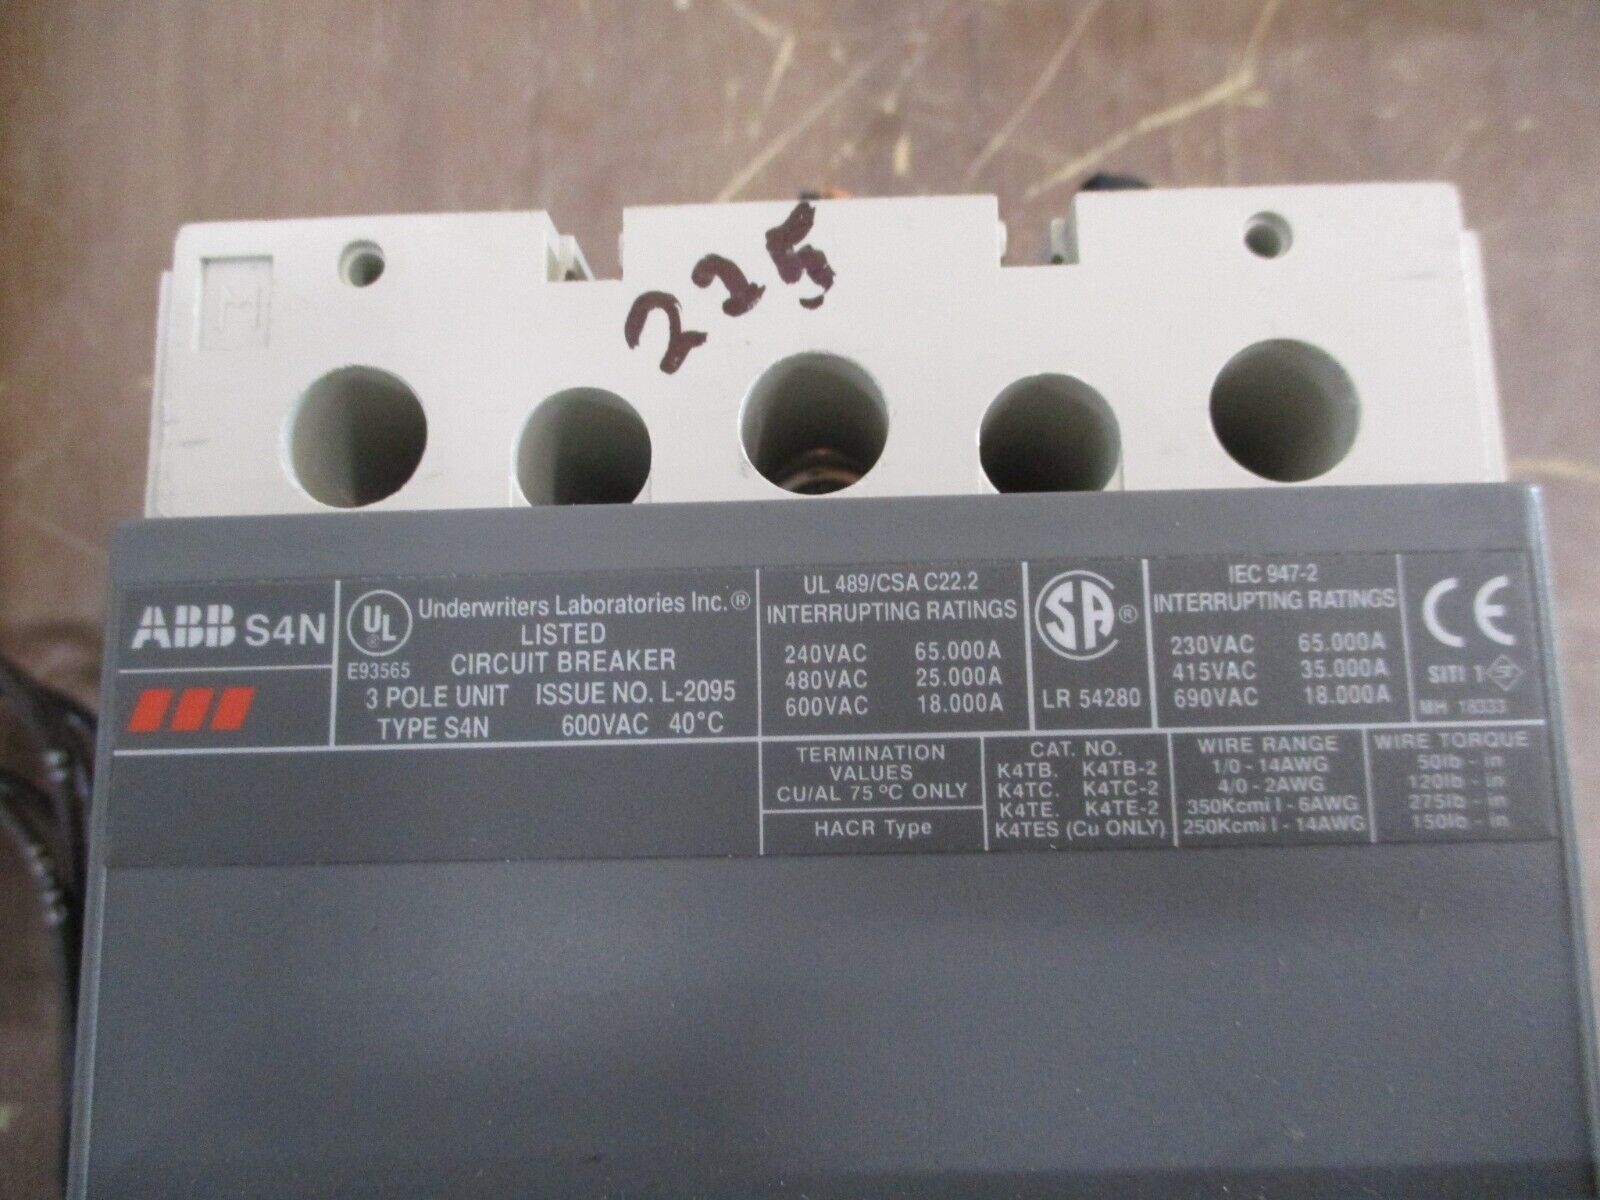 225
ABB S4N
UL ® Underwriters Laboratories Inc.®
LISTED
E93565 CIRCUIT BREAKER
3 POLE UNIT ISSUE NO. L-2095
TYPE S4N 600VAC 40°C
UL 489/CSA C22.2
INTERRUPTING RATINGS
240VAC 65.000A
480VAC 25.000A
600VAC 18.000A
SA ®
LR 54280
IEC 947-2
INTERRUPTING RATINGS
230VAC 65.000A
415VAC 35.000A
690VAC 18.000A
CE
SITI 1
MH 18333
TERMINATION
VALUES
CU/AL 75°C ONLY
HACR Type
CAT. NO.
K4TB. K4TB-2
K4TC. K4TC-2
K4TE. K4TE-2
K4TES (Cu ONLY)
WIRE RANGE
1/0 - 14AWG
4/0 - 2AWG
350Kcmil - 6AWG
250Kcmil - 14AWG
WIRE TORQUE
50lb - in
120lb - in
275lb - in
150lb - in